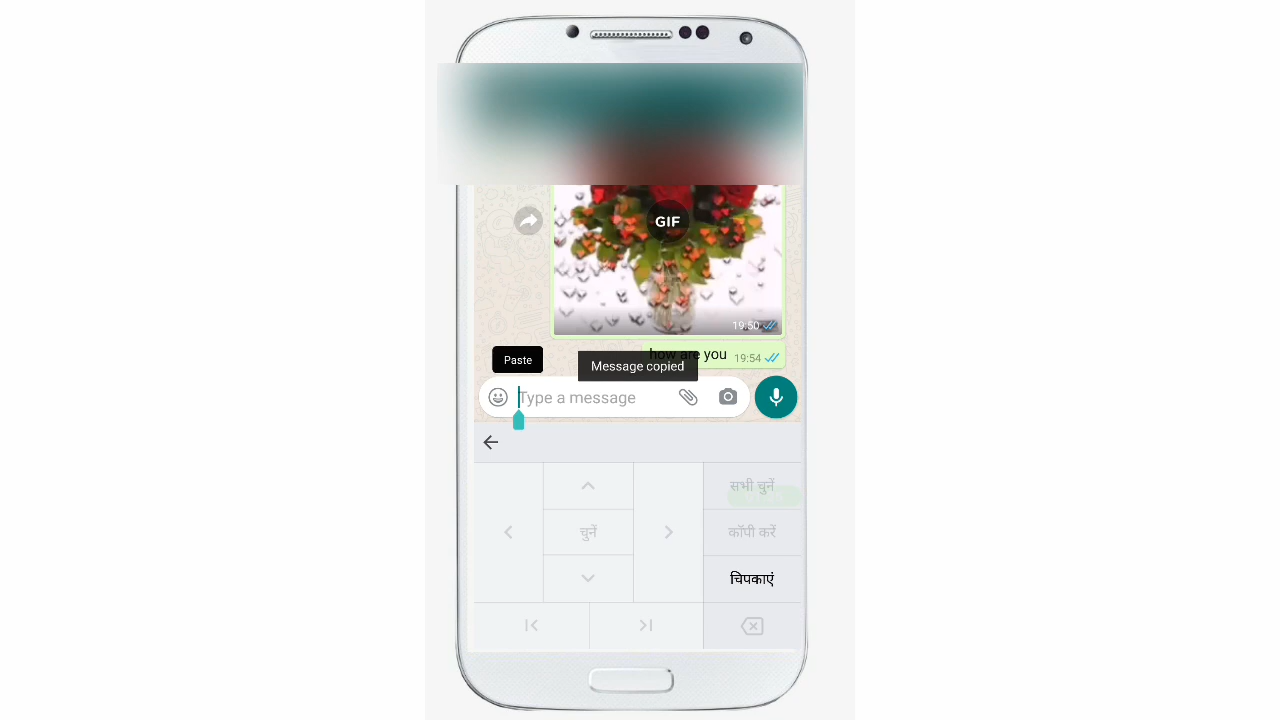 GIF
19:50
how are you 19:54
Paste
Message copied
Type a message
सभी चुनें
चुनें
कॉपी करें
चिपकाएं